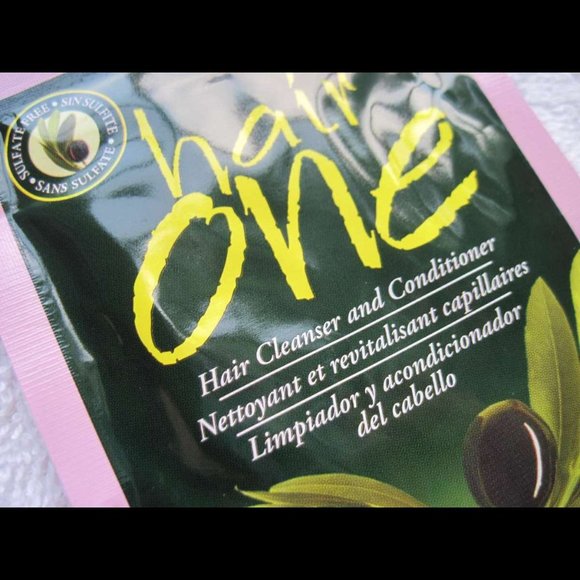 SULFATE FREE • SIN SULFITE • SANS SULFATE •
hair
one
Hair Cleanser and Conditioner
Nettoyant et revitalisant capillaires
Limpiador y acondicionador
del cabello